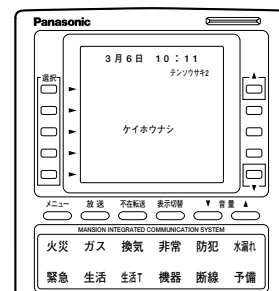 Panasonic
3月6日 10:11
テンソウサキ2
選択
▲
ケイホウナシ
▼
メニュー 放送 不在転送 表示切替 ▼ 音量 ▲
MANSION INTEGRATED COMMUNICATION SYSTEM
火災 ガス 換気 非常 防犯 水漏れ
緊急 生活 生活T 機器 断線 予備